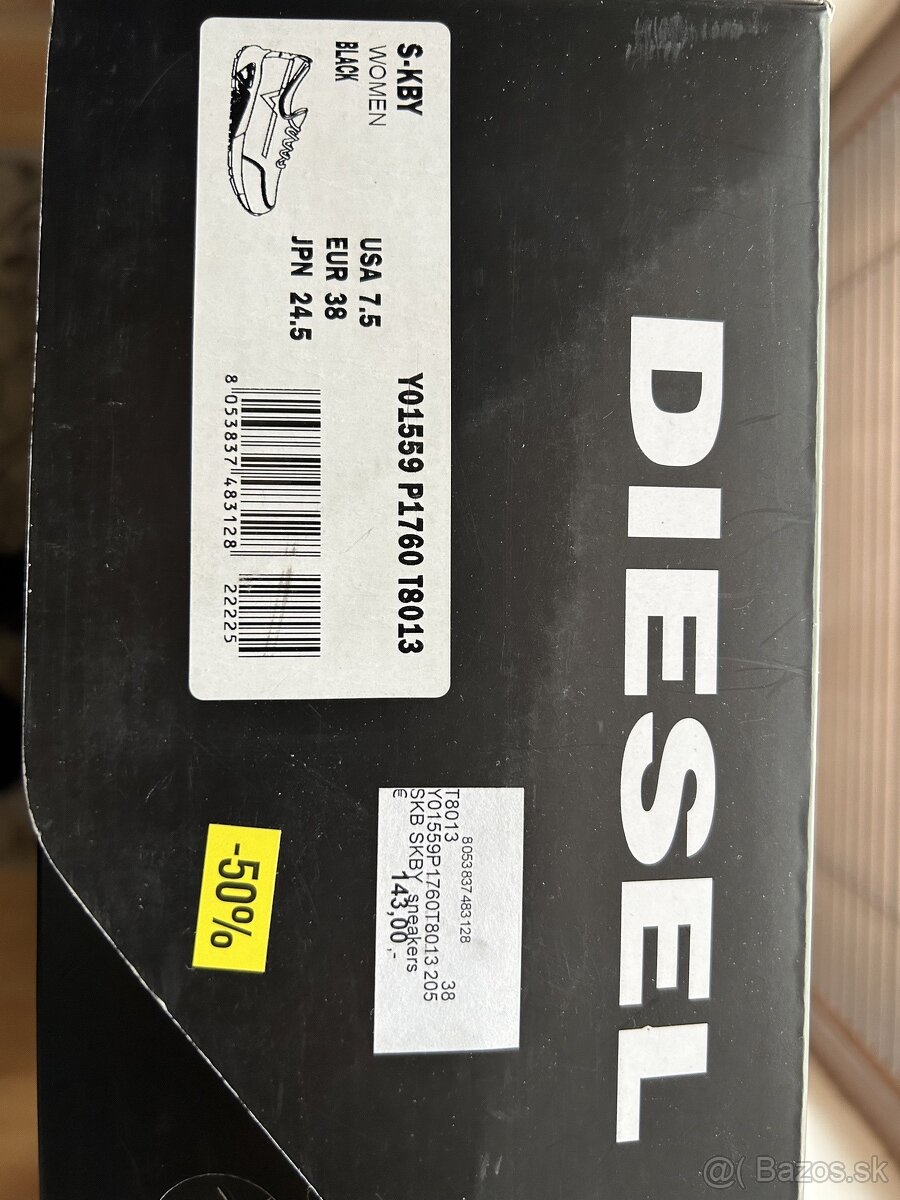 DIESEL
S-KBY
WOMEN
BLACK
USA 7.5
EUR 38
JPN 24.5
Y01559 P1760 T8013
8 053837 483128 22225
8053837483128
T8013 38
Y01559P1760T8013 205
SKB SKBY sneakers
€ 143,00,-
-50%
@( Bazos.sk